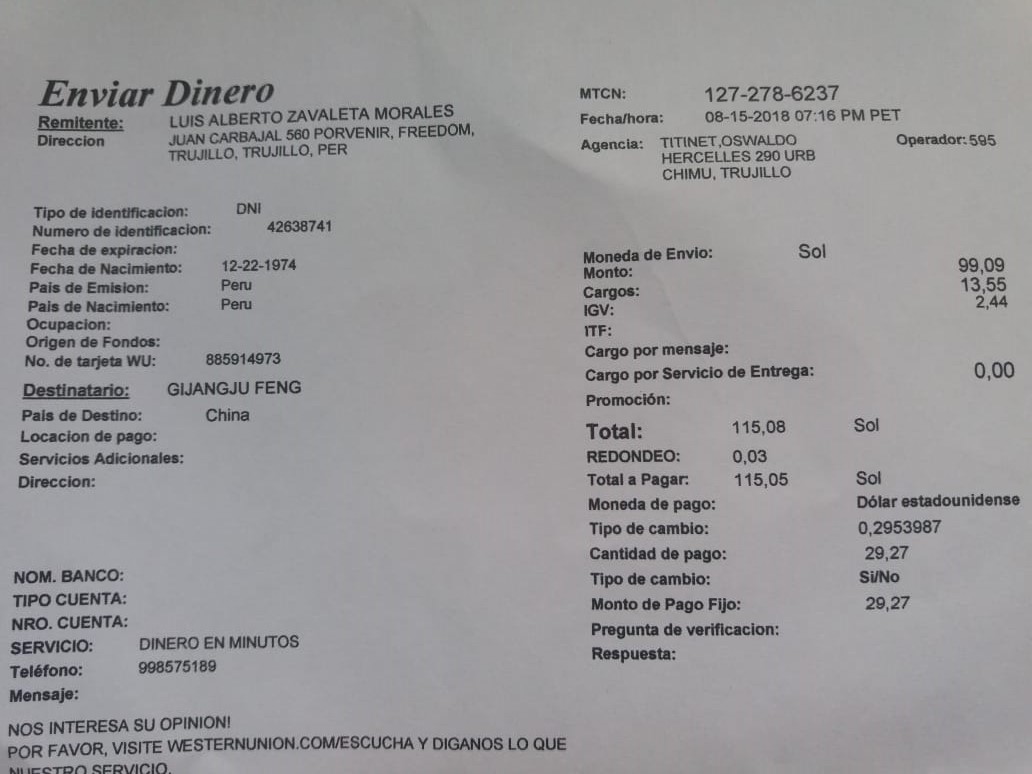 Enviar Dinero
Remitente: LUIS ALBERTO ZAVALETA MORALES
Direccion JUAN CARBAJAL 560 PORVENIR, FREEDOM,
TRUJILLO, TRUJILLO, PER
MTCN: 127-278-6237
Fecha/hora: 08-15-2018 07:16 PM PET
Agencia: TITINET,OSWALDO Operador: 595
HERCELLES 290 URB
CHIMU, TRUJILLO
Tipo de identificacion: DNI
Numero de identificacion: 42638741
Fecha de expiracion:
Fecha de Nacimiento: 12-22-1974
Pais de Emision: Peru
Pais de Nacimiento: Peru
Ocupacion:
Origen de Fondos:
No. de tarjeta WU: 885914973
Destinatario: GIJANGJU FENG
Pais de Destino: China
Locacion de pago:
Servicios Adicionales:
Direccion:
Moneda de Envio: Sol
Monto: 99,09
Cargos: 13,55
IGV: 2,44
ITF:
Cargo por mensaje:
Cargo por Servicio de Entrega: 0,00
Promoción:
Total: 115,08 Sol
REDONDEO: 0,03
Total a Pagar: 115,05 Sol
Moneda de pago: Dólar estadounidense
Tipo de cambio: 0,2953987
Cantidad de pago: 29,27
Tipo de cambio: Si/No
Monto de Pago Fijo: 29,27
Pregunta de verificacion:
Respuesta:
NOM. BANCO:
TIPO CUENTA:
NRO. CUENTA:
SERVICIO: DINERO EN MINUTOS
Teléfono: 998575189
Mensaje:
NOS INTERESA SU OPINION!
POR FAVOR, VISITE WESTERNUNION.COM/ESCUCHA Y DIGANOS LO QUE
NUESTRO SERVICIO.